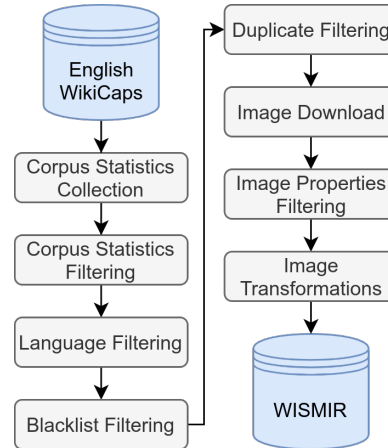 English
WikiCaps
Corpus Statistics
Collection
Corpus Statistics
Filtering
Language Filtering
Blacklist Filtering
Duplicate Filtering
Image Download
Image Properties
Filtering
Image
Transformations
WISMIR